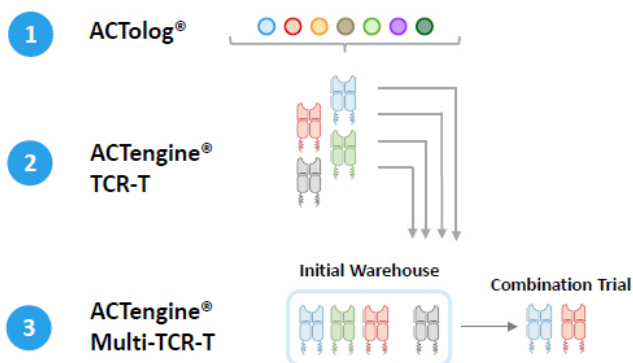 1
ACTolog®
2
ACTengine®
TCR-T
Initial Warehouse
Combination Trial
3
ACTengine®
Multi-TCR-T